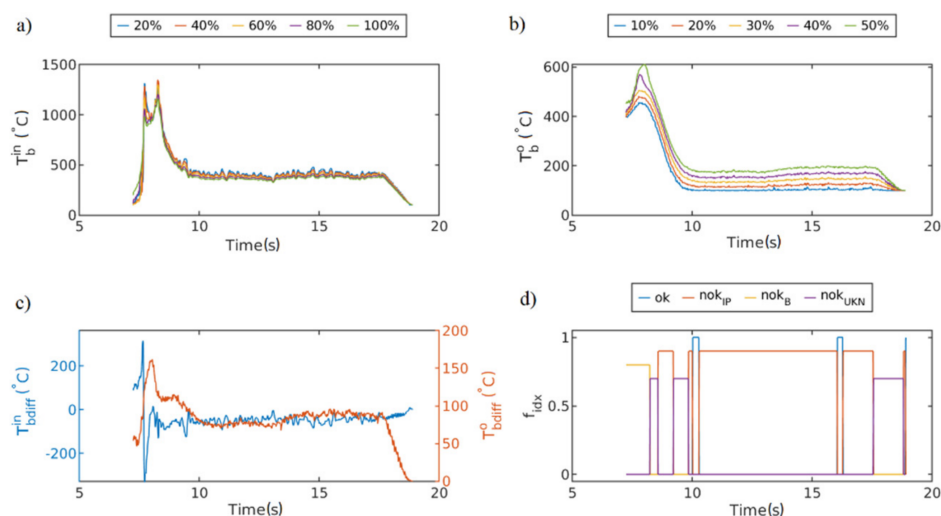 a)
20% 40% 60% 80% 100%
1500
1000
500
0
T_b^in (°C)
5 10 15 20
Time(s)
b)
10% 20% 30% 40% 50%
600
400
200
0
T_b^o (°C)
5 10 15 20
Time(s)
c)
200
0
-200
T_bdiff^in (°C)
200
150
100
50
0
T_bdiff^o (°C)
5 10 15 20
Time(s)
d)
ok nok_IP nok_B nok_UKN
1
0.5
0
f_idx
5 10 15 20
Time(s)